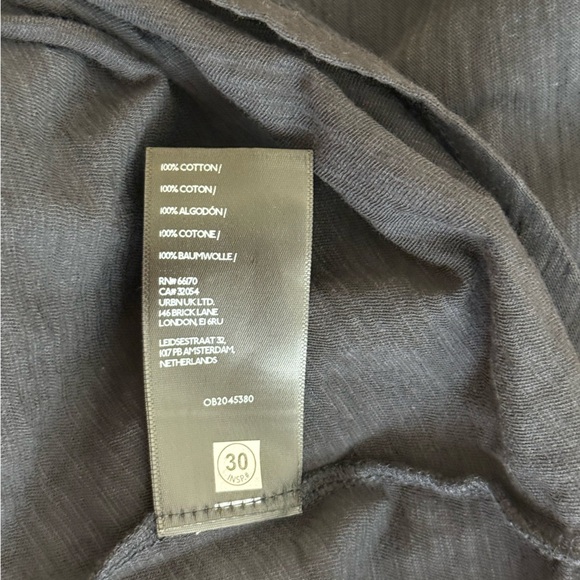 100% COTTON/
100% COTON/
100% ALGODÓN/
100% COTONE/
100% BAUMWOLLE/
RN# 66170
CA# 32054
URBN UK LTD.
146 BRICK LANE
LONDON, E1 6RU
LEIDSESTRAAT 32,
1017 PB AMSTERDAM,
NETHERLANDS
OB2045380
30
INSP.#